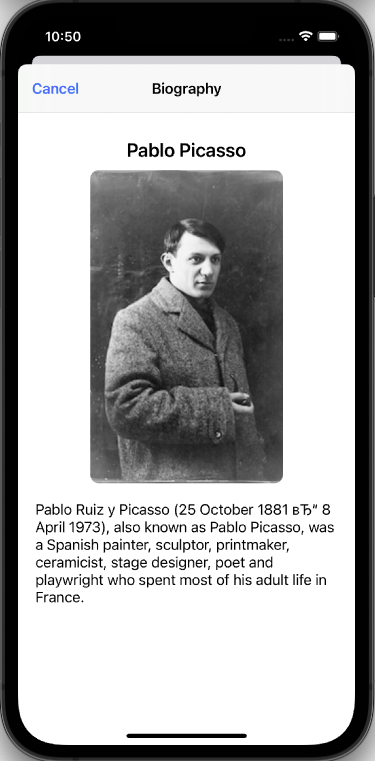 10:50
Cancel
Biography
Pablo Picasso
Pablo Ruiz y Picasso (25 October 1881 вЂ“ 8
April 1973), also known as Pablo Picasso, was
a Spanish painter, sculptor, printmaker,
ceramicist, stage designer, poet and
playwright who spent most of his adult life in
France.